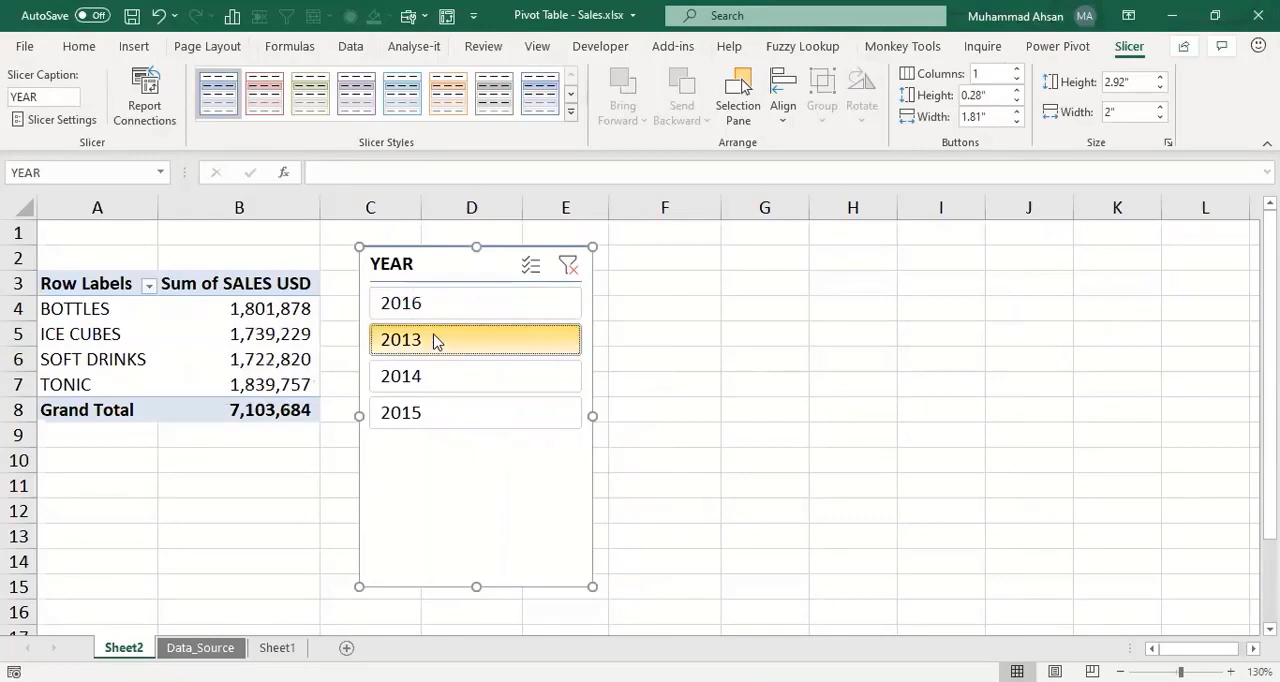 AutoSave Off Pivot Table - Sales.xlsx Search Muhammad Ahsan MA
File Home Insert Page Layout Formulas Data Analyse-it Review View Developer Add-ins Help Fuzzy Lookup Monkey Tools Inquire Power Pivot Slicer
Slicer Caption:
YEAR
Slicer Settings
Report
Connections
Slicer
Slicer Styles
Bring
Forward
Send
Backward
Selection
Pane
Align
Group
Rotate
Arrange
Columns: 1
Height: 0.28"
Width: 1.81"
Buttons
Height: 2.92"
Width: 2"
Size
YEAR fx
A B C D E F G H I J K L
1
2
3 Row Labels Sum of SALES USD
4 BOTTLES 1,801,878
5 ICE CUBES 1,739,229
6 SOFT DRINKS 1,722,820
7 TONIC 1,839,757
8 Grand Total 7,103,684
9
10
11
12
13
14
15
16
17
YEAR
2016
2013
2014
2015
Sheet2 Data_Source Sheet1
130%